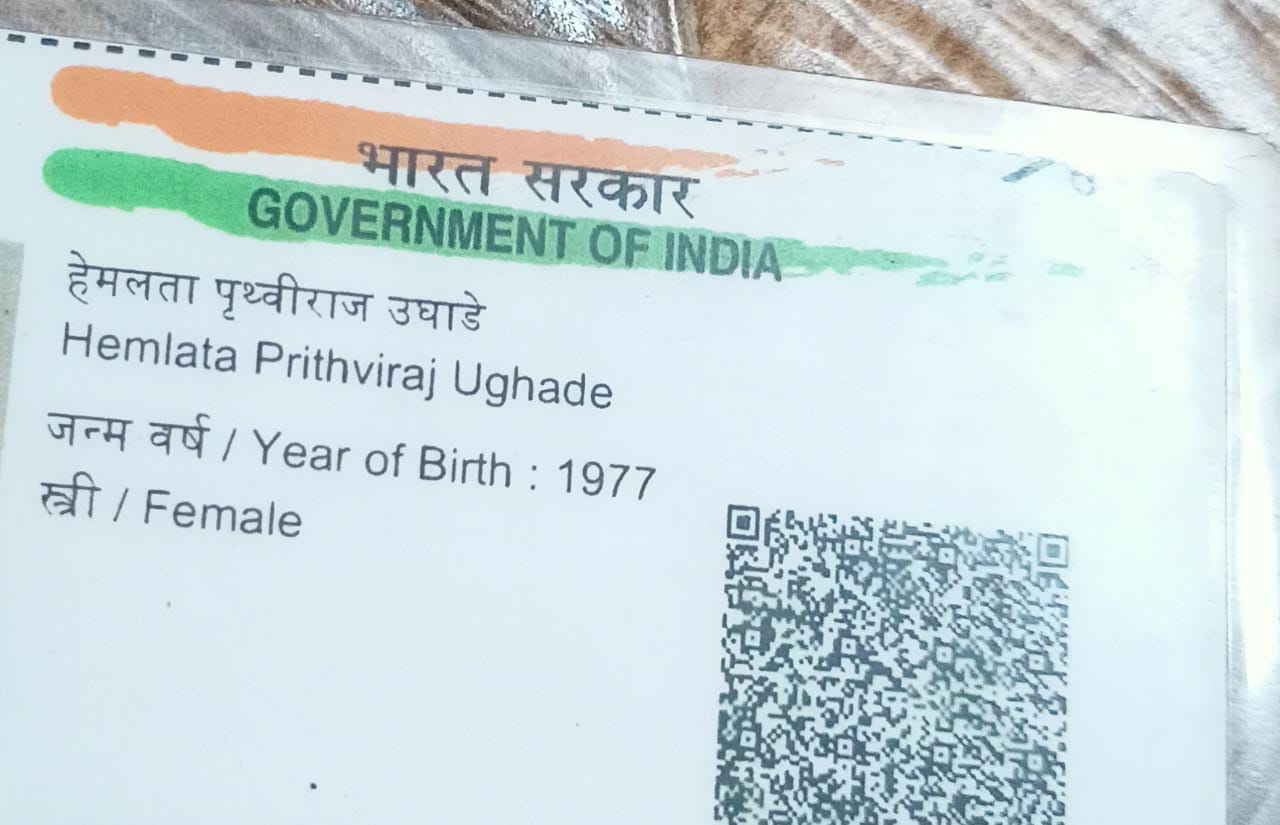 भारत सरकार
GOVERNMENT OF INDIA
हेमलता पृथ्वीराज उघाडे
Hemlata Prithviraj Ughade
जन्म वर्ष / Year of Birth : 1977
स्त्री / Female